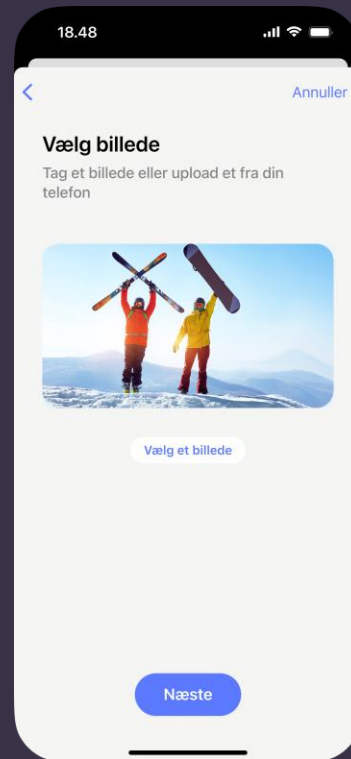 18.48
Annuller
Vælg billede
Tag et billede eller upload et fra din
telefon
Vælg et billede
Næste